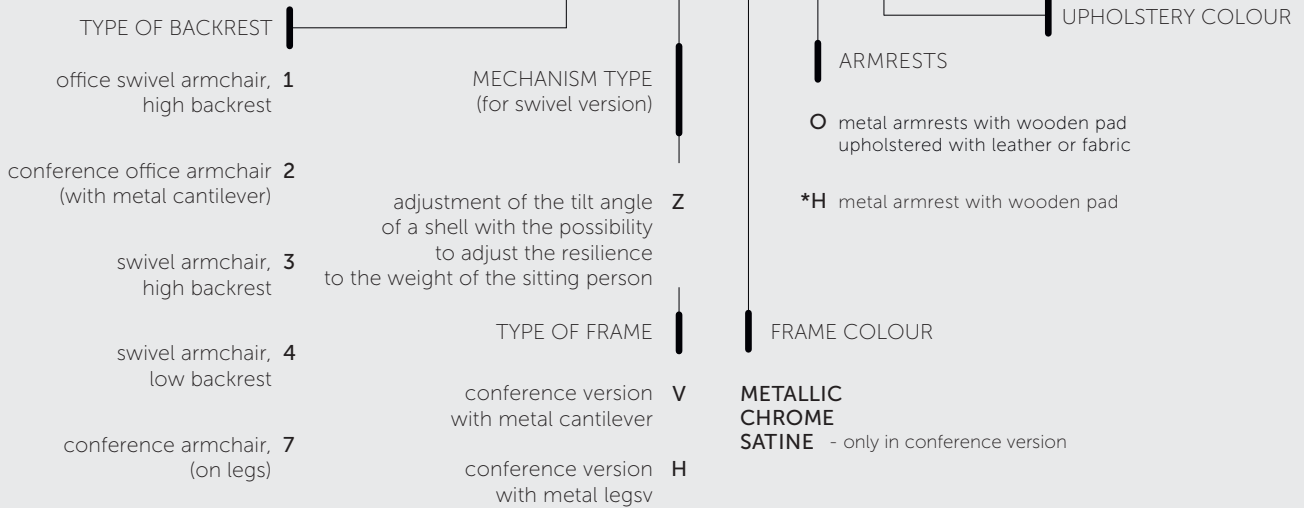 TYPE OF BACKREST
office swivel armchair, 1
high backrest
conference office armchair 2
(with metal cantilever)
swivel armchair, 3
high backrest
swivel armchair, 4
low backrest
conference armchair, 7
(on legs)
MECHANISM TYPE
(for swivel version)
adjustment of the tilt angle Z
of a shell with the possibility
to adjust the resilience
to the weight of the sitting person
TYPE OF FRAME
conference version V
with metal cantilever
conference version H
with metal legsv
FRAME COLOUR
METALLIC
CHROME
SATINE - only in conference version
ARMRESTS
O metal armrests with wooden pad
upholstered with leather or fabric
*H metal armrest with wooden pad
UPHOLSTERY COLOUR